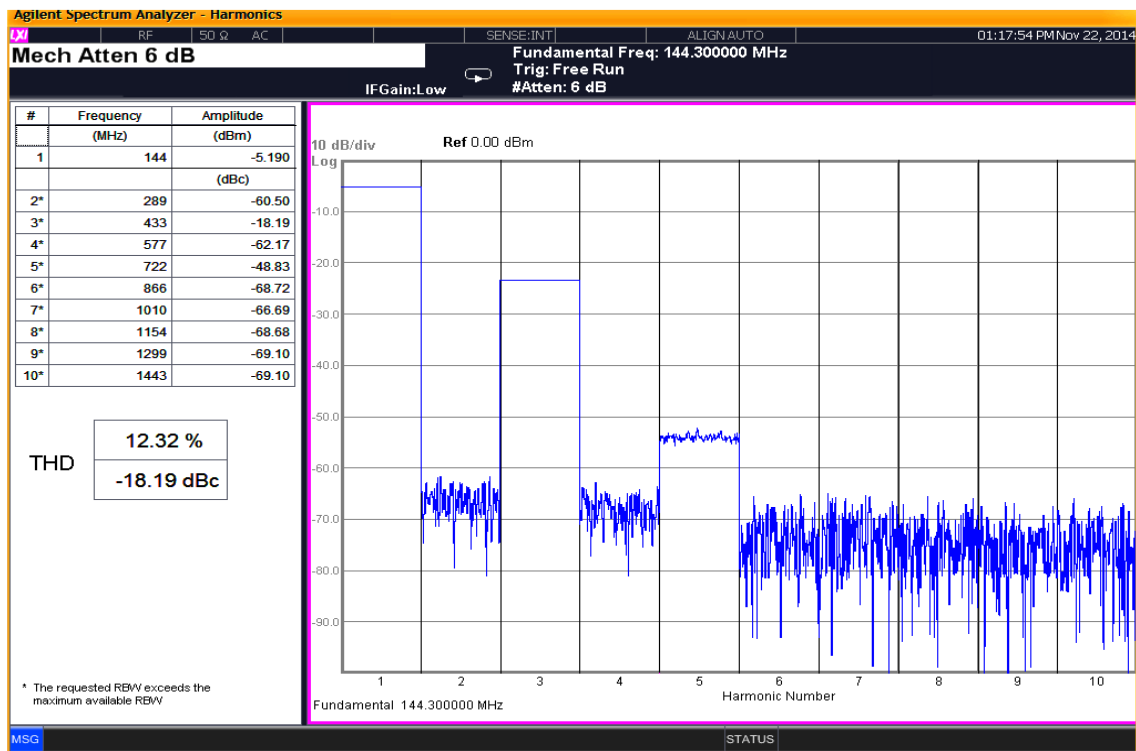 Agilent Spectrum Analyzer - Harmonics
LXI RF 50 Ω AC SENSE:INT ALIGN AUTO 01:17:54 PM Nov 22, 2014
Mech Atten 6 dB
Fundamental Freq: 144.300000 MHz
Trig: Free Run
IFGain:Low #Atten: 6 dB
# Frequency Amplitude
(MHz) (dBm)
1 144 -5.190
(dBc)
2* 289 -60.50
3* 433 -18.19
4* 577 -62.17
5* 722 -48.83
6* 866 -68.72
7* 1010 -66.69
8* 1154 -68.68
9* 1299 -69.10
10* 1443 -69.10
THD
12.32 %
-18.19 dBc
* The requested RBW exceeds the
maximum available RBW
10 dB/div Ref 0.00 dBm
Log
-10.0
-20.0
-30.0
-40.0
-50.0
-60.0
-70.0
-80.0
-90.0
1 2 3 4 5 6 7 8 9 10
Harmonic Number
Fundamental 144.300000 MHz
MSG STATUS